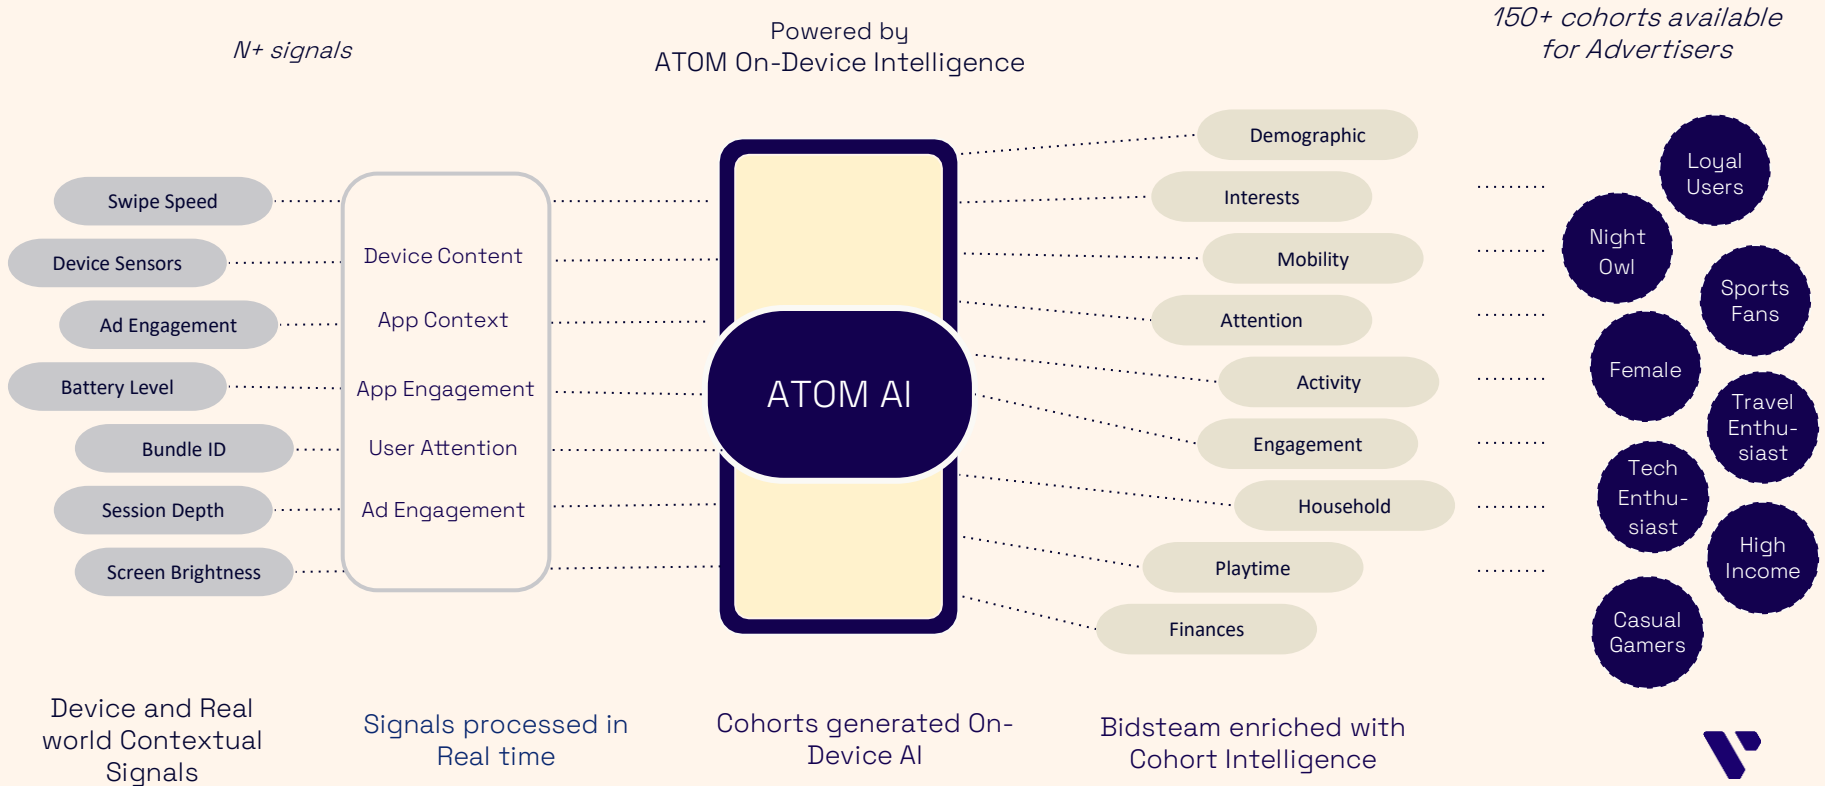 N+ signals
Powered by
ATOM On-Device Intelligence
150+ cohorts available
for Advertisers
Swipe Speed
Device Sensors
Ad Engagement
Battery Level
Bundle ID
Session Depth
Screen Brightness
Device Content
App Context
App Engagement
User Attention
Ad Engagement
ATOM AI
Demographic
Interests
Mobility
Attention
Activity
Engagement
Household
Playtime
Finances
Loyal
Users
Night
Owl
Sports
Fans
Female
Travel
Enthu-
siast
Tech
Enthu-
siast
High
Income
Casual
Gamers
Device and Real
world Contextual
Signals
Signals processed in
Real time
Cohorts generated On-
Device AI
Bidsteam enriched with
Cohort Intelligence